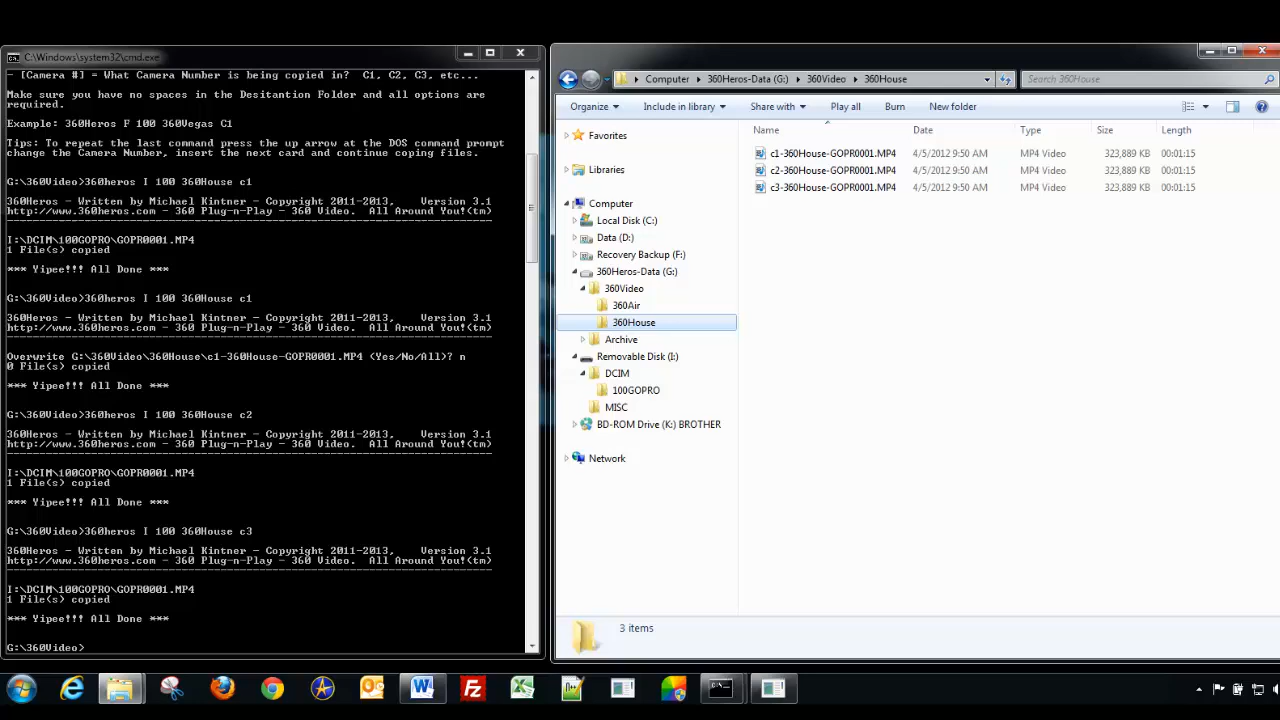 C:\Windows\system32\cmd.exe
- [Camera #] = What Camera Number is being copied in?  C1, C2, C3, etc...
Make sure you have no spaces in the Desitantion Folder and all options are
required.
Example: 360Heros F 100 360Vegas C1
Tips: To repeat the last command press the up arrow at the DOS command prompt
change the Camera Number, insert the next card and continue coping files.
G:\360Video>360heros I 100 360House c1
360Heros - Written by Michael Kintner - Copyright 2011-2013,    Version 3.1
http://www.360heros.com - 360 Plug-n-Play - 360 Video.  All Around You!(tm)
I:\DCIM\100GOPRO\GOPR0001.MP4
1 File(s) copied
*** Yipee!!! All Done ***
G:\360Video>360heros I 100 360House c1
360Heros - Written by Michael Kintner - Copyright 2011-2013,    Version 3.1
http://www.360heros.com - 360 Plug-n-Play - 360 Video.  All Around You!(tm)
Overwrite G:\360Video\360House\c1-360House-GOPR0001.MP4 (Yes/No/All)? n
0 File(s) copied
*** Yipee!!! All Done ***
G:\360Video>360heros I 100 360House c2
360Heros - Written by Michael Kintner - Copyright 2011-2013,    Version 3.1
http://www.360heros.com - 360 Plug-n-Play - 360 Video.  All Around You!(tm)
I:\DCIM\100GOPRO\GOPR0001.MP4
1 File(s) copied
*** Yipee!!! All Done ***
G:\360Video>360heros I 100 360House c3
360Heros - Written by Michael Kintner - Copyright 2011-2013,    Version 3.1
http://www.360heros.com - 360 Plug-n-Play - 360 Video.  All Around You!(tm)
I:\DCIM\100GOPRO\GOPR0001.MP4
1 File(s) copied
*** Yipee!!! All Done ***
G:\360Video>
Computer 360Heros-Data (G:) 360Video 360House Search 360House
Organize Include in library Share with Play all Burn New folder
Favorites
Libraries
Computer
Local Disk (C:)
Data (D:)
Recovery Backup (F:)
360Heros-Data (G:)
360Video
360Air
360House
Archive
Removable Disk (I:)
DCIM
100GOPRO
MISC
BD-ROM Drive (K:) BROTHER
Network
Name Date Type Size Length
c1-360House-GOPR0001.MP4 4/5/2012 9:50 AM MP4 Video 323,889 KB 00:01:15
c2-360House-GOPR0001.MP4 4/5/2012 9:50 AM MP4 Video 323,889 KB 00:01:15
c3-360House-GOPR0001.MP4 4/5/2012 9:50 AM MP4 Video 323,889 KB 00:01:15
3 items